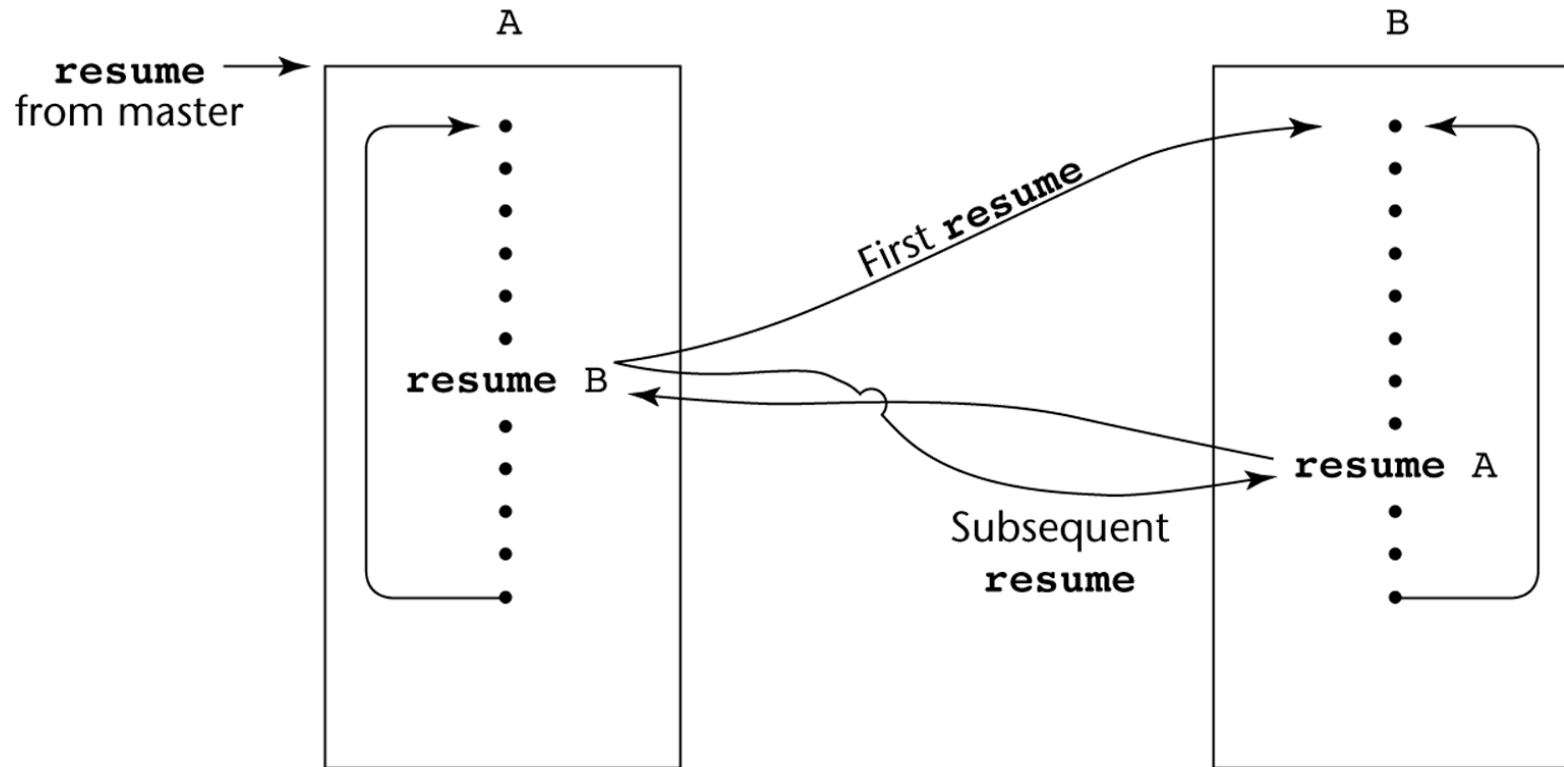 A
B
resume
from master
First resume
resume B
resume A
Subsequent
resume